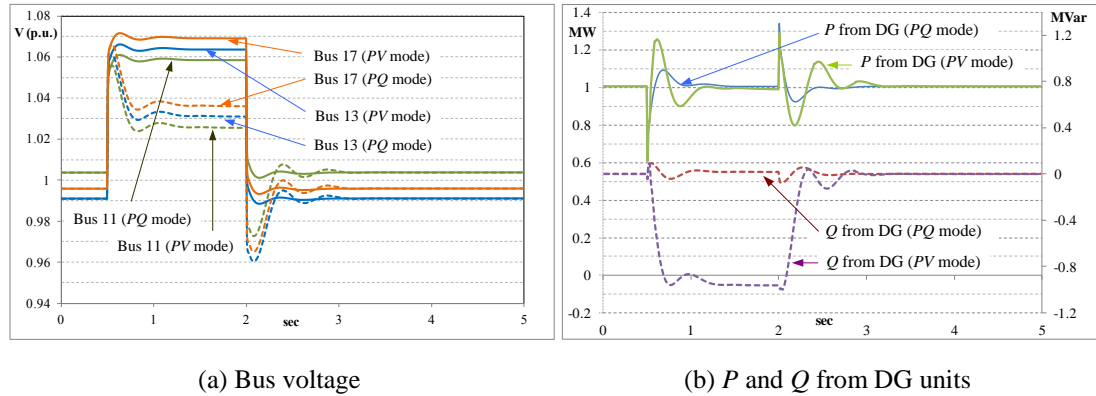 V (p.u.)
1.08
1.06
1.04
1.02
1
0.98
0.96
0.94
0
1
2
3
4
5
sec
Bus 17 (PV mode)
Bus 17 (PQ mode)
Bus 13 (PV mode)
Bus 13 (PQ mode)
Bus 11 (PQ mode)
Bus 11 (PV mode)
(a) Bus voltage
MW
1.4
1.2
1
0.8
0.6
0.4
0.2
0
-0.2
0
1
2
3
4
5
sec
MVar
1.2
0.8
0.4
0
-0.4
-0.8
-1.2
P from DG (PQ mode)
P from DG (PV mode)
Q from DG (PQ mode)
Q from DG (PV mode)
(b) P and Q from DG units